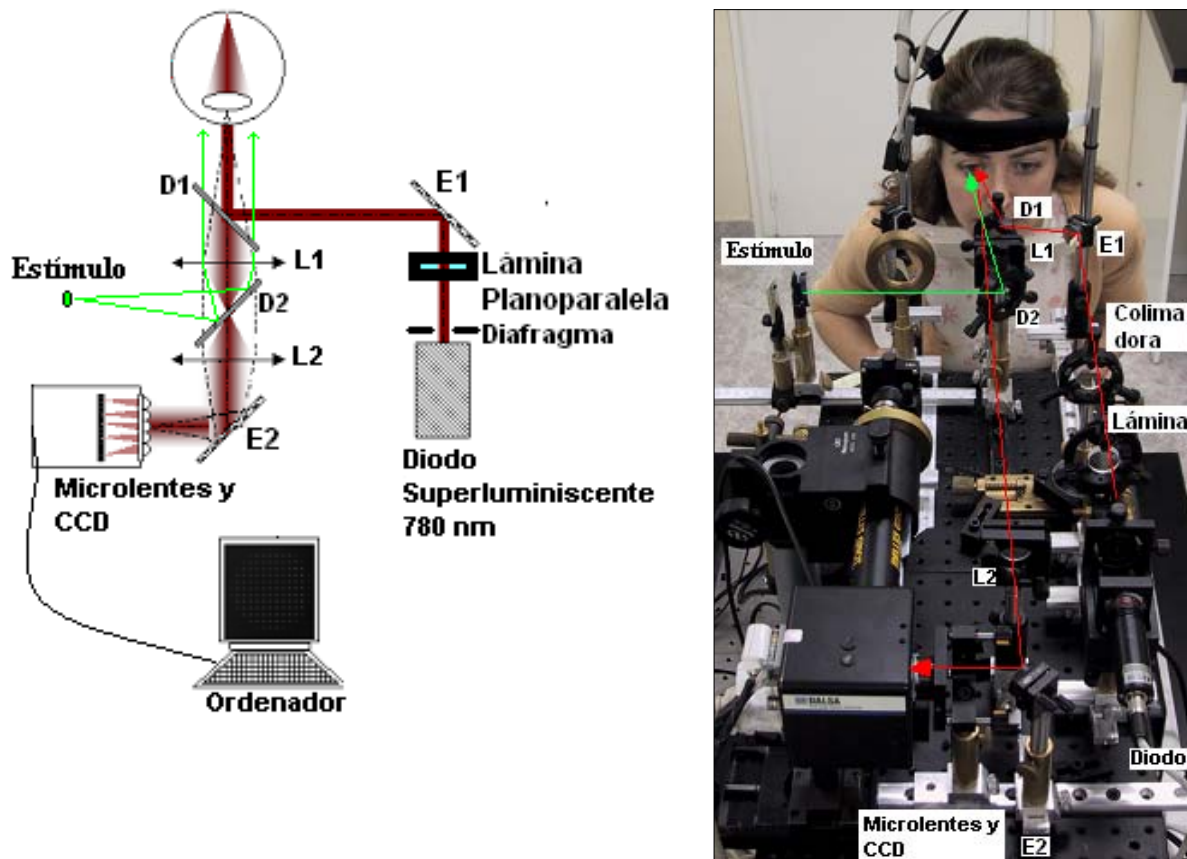 D1
E1
Estímulo
L1
D2
Lámina
Planoparalela
Diafragma
L2
E2
Microlentes y
CCD
Diodo
Superluminiscente
780 nm
Ordenador
D1
E1
L1
Estímulo
D2
Colima
dora
Lámina
L2
DALSA
Diodo
Microlentes y
CCD
E2